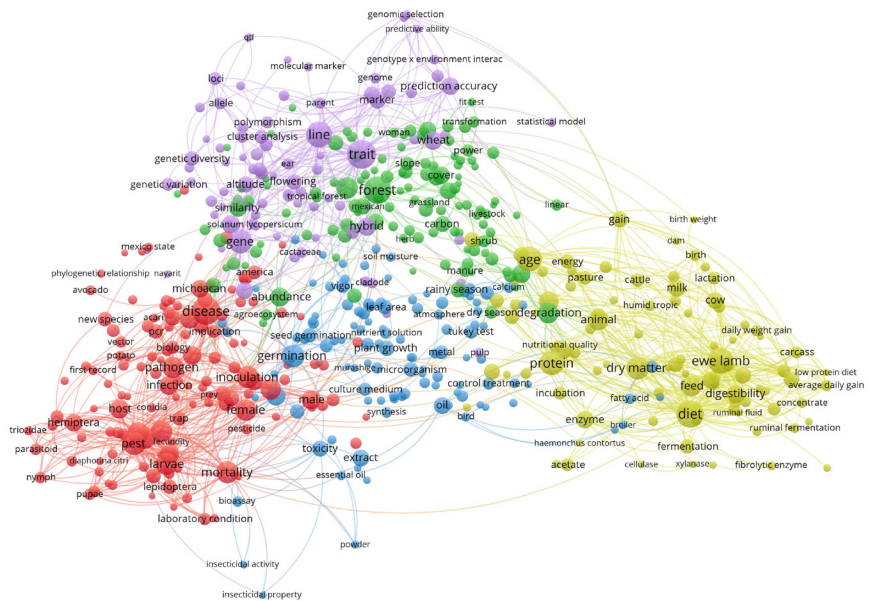 genomic selection
predictive ability
qtl
genotype x environment interac
molecular marker
loci
genome
prediction accuracy
allele
parent
marker
fit test
polymorphism
woman
transformation
statistical model
line
cluster analysis
wheat
power
trait
genetic diversity
ear
slope
cover
genetic variation
altitude
flowering
forest
tropical forest
grassland
similarity
mexican
linear
livestock
solanum lycopersicum
hybrid
carbon
gain
birth weight
gene
herb
shrub
dam
mexico state
cactaceae
soil moisture
age
energy
birth
phylogenetic relationship
nayarit
america
manure
pasture
cattle
lactation
avocado
michoacan
vigor
cladode
rainy season
calcium
milk
abundance
humid tropic
cow
new species
disease
agroecosystem
leaf area
atmosphere
dry season
degradation
animal
acari
vector
pcr
implication
seed germination
nutrient solution
tukey test
daily weight gain
potato
biology
germination
plant growth
metal
pulp
nutritional quality
carcass
first record
pathogen
protein
dry matter
ewe lamb
low protein diet
infection
inoculation
murashige
microorganism
control treatment
feed
average daily gain
prey
culture medium
incubation
fatty acid
digestibility
host
conidia
female
male
synthesis
oil
diet
concentrate
hemiptera
trap
bird
enzyme
ruminal fluid
triozidae
pesticide
broiler
ruminal fermentation
pest
fecundity
parasitoid
toxicity
extract
haemonchus contortus
fermentation
diaphorina citri
larvae
acetate
cellulase
xylanase
fibrolytic enzyme
nymph
mortality
essential oil
pupae
lepidoptera
bioassay
laboratory condition
powder
insecticidal activity
insecticidal property